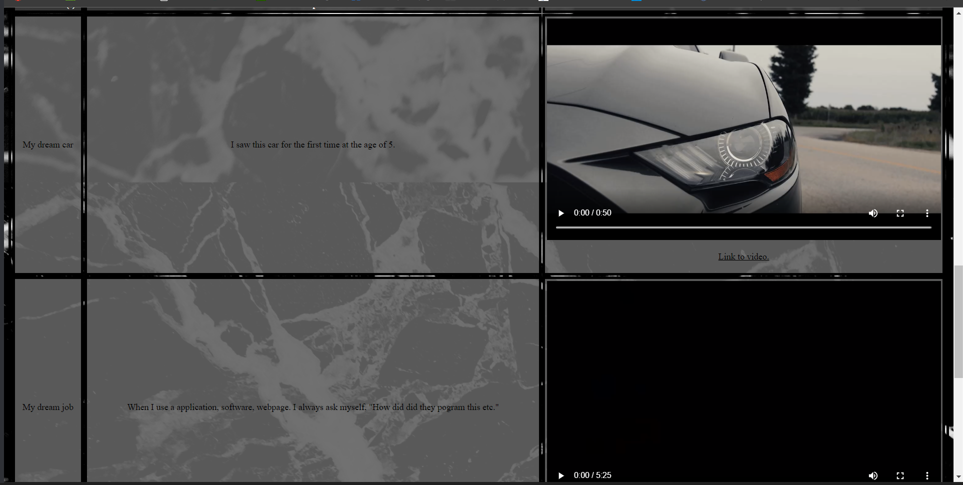 My dream car
I saw this car for the first time at the age of 5.
0:00 / 0:50
Link to video.
My dream job
When I use a application, software, webpage. I always ask myself, "How did did they pogram this etc."
0:00 / 5:25